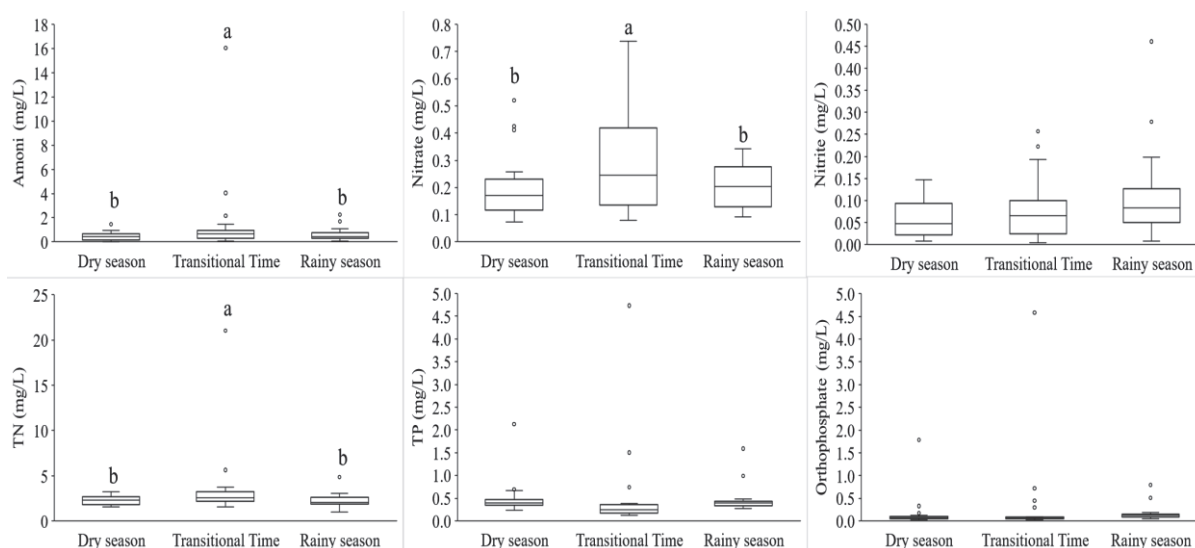 18
16
14
12
10
8
6
4
2
0
Amoni (mg/L)
b
a
b
Dry season Transitional Time Rainy season
0.8
0.7
0.6
0.5
0.4
0.3
0.2
0.1
0.0
Nitrate (mg/L)
b
a
b
Dry season Transitional Time Rainy season
0.50
0.45
0.40
0.35
0.30
0.25
0.20
0.15
0.10
0.05
0.00
Nitrite (mg/L)
Dry season Transitional Time Rainy season
25
20
15
10
5
0
TN (mg/L)
b
a
b
Dry season Transitional Time Rainy season
5.0
4.5
4.0
3.5
3.0
2.5
2.0
1.5
1.0
0.5
0.0
TP (mg/L)
Dry season Transitional Time Rainy season
5.0
4.5
4.0
3.5
5.0
2.5
2.0
1.5
1.0
0.5
0.0
Orthophosphate (mg/L)
Dry season Transitional Time Rainy season